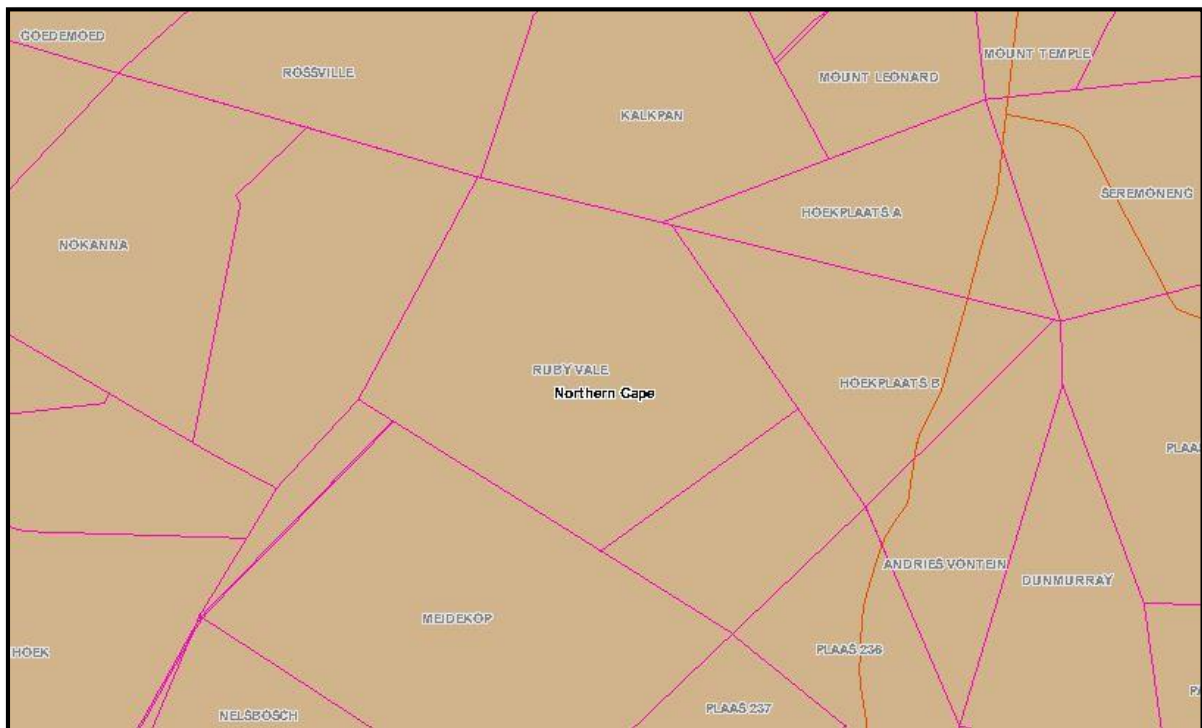 GOEDEMOED
MOUNT TEMPLE
ROSSVILLE
MOUNT LEONARD
KALKPAN
SEREMONENG
HOEKPLAATS A
NOKANNA
RUBY VALE
Northern Cape
HOEKPLAATS B
PLAA
ANDRIES VONTEIN
DUNMURRAY
MEIDEKOP
HOEK
PLAAS 236
PLAAS 237
NELSBOSCH